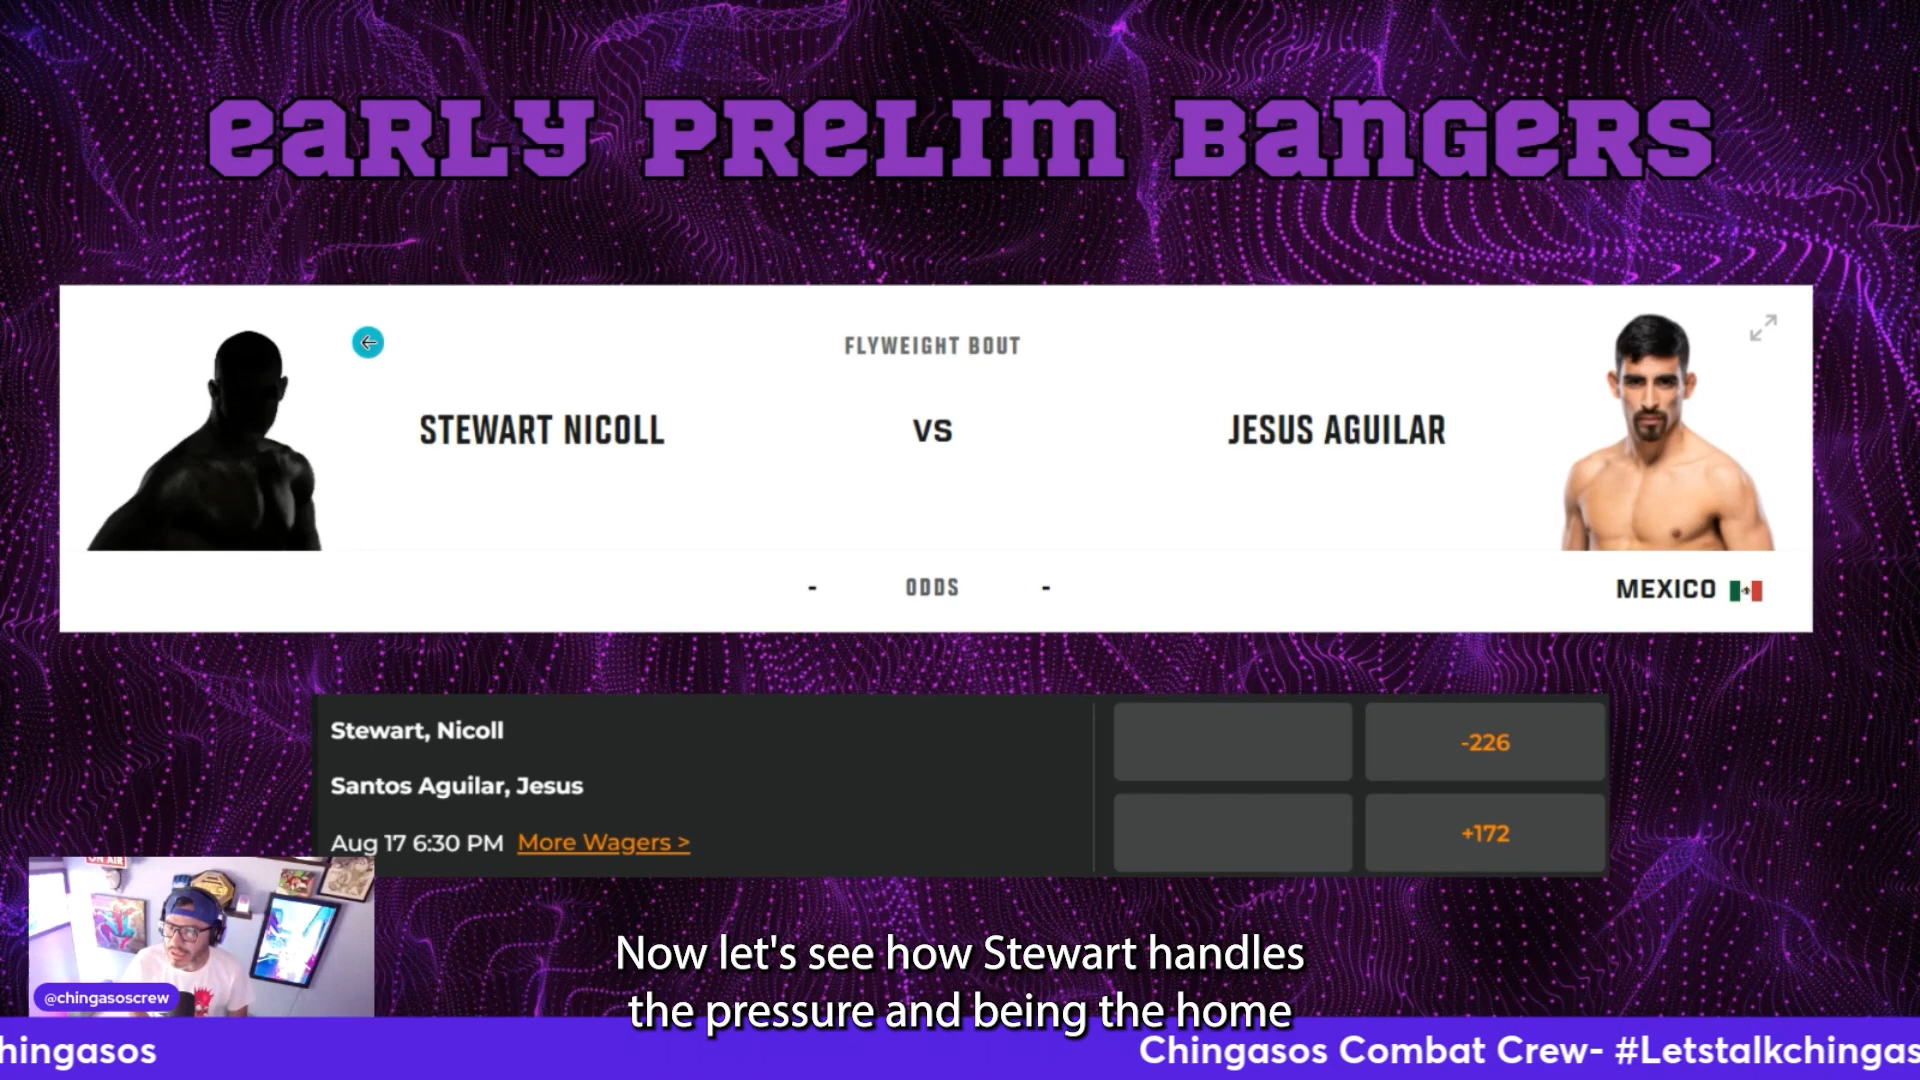 EARLY PRELIM BANGERS
FLYWEIGHT BOUT
STEWART NICOLL
VS
JESUS AGUILAR
-
ODDS
-
MEXICO
Stewart, Nicoll
-226
Santos Aguilar, Jesus
+172
Aug 17 6:30 PM More Wagers >
ON AIR
@chingasoscrew
Now let's see how Stewart handles
the pressure and being the home
hingasos
Chingasos Combat Crew- #Letstalkchingas